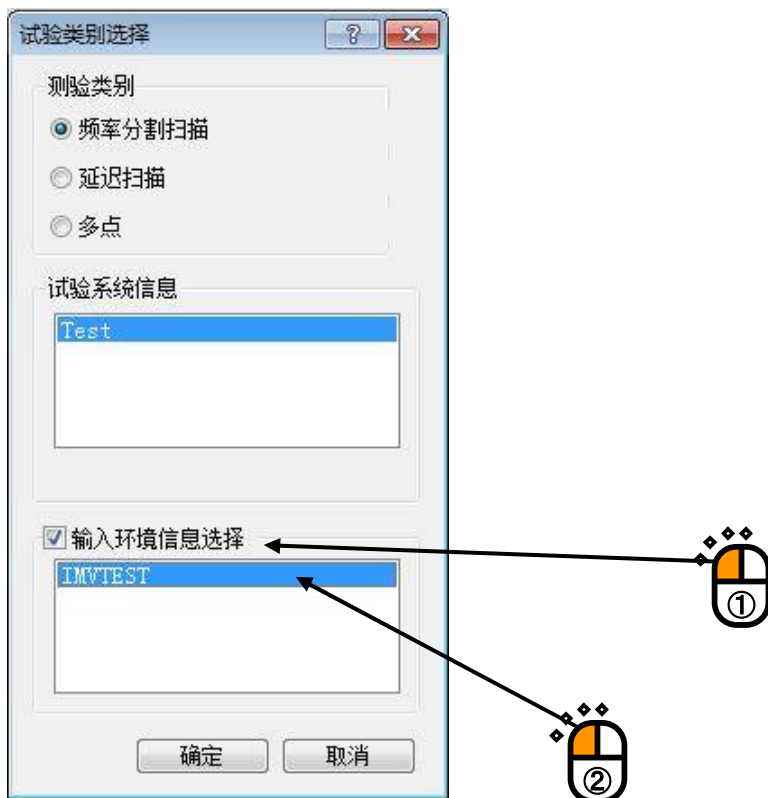 试验类别选择
测验类别
频率分割扫描
延迟扫描
多点
试验系统信息
Test
输入环境信息选择
IMVTEST
①
确定 取消
②